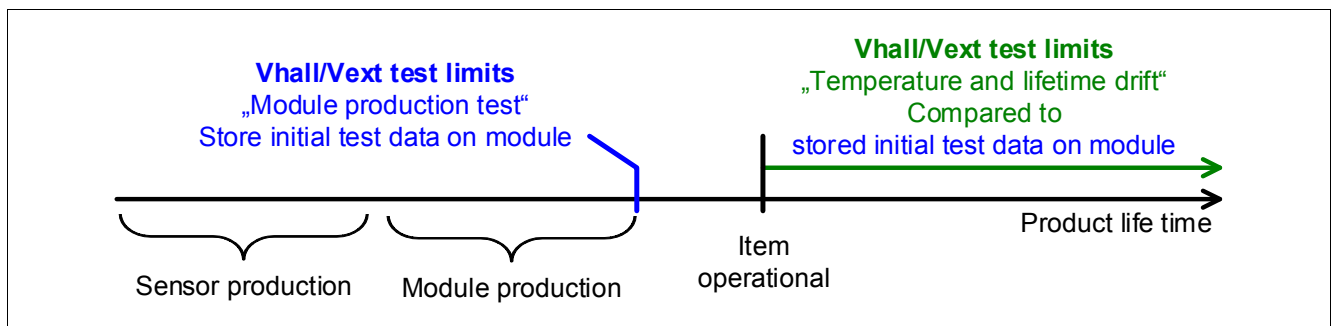 Vhall/Vext test limits
„Module production test“
Store initial test data on module
Vhall/Vext test limits
„Temperature and lifetime drift“
Compared to
stored initial test data on module
Product life time
Sensor production
Module production
Item
operational